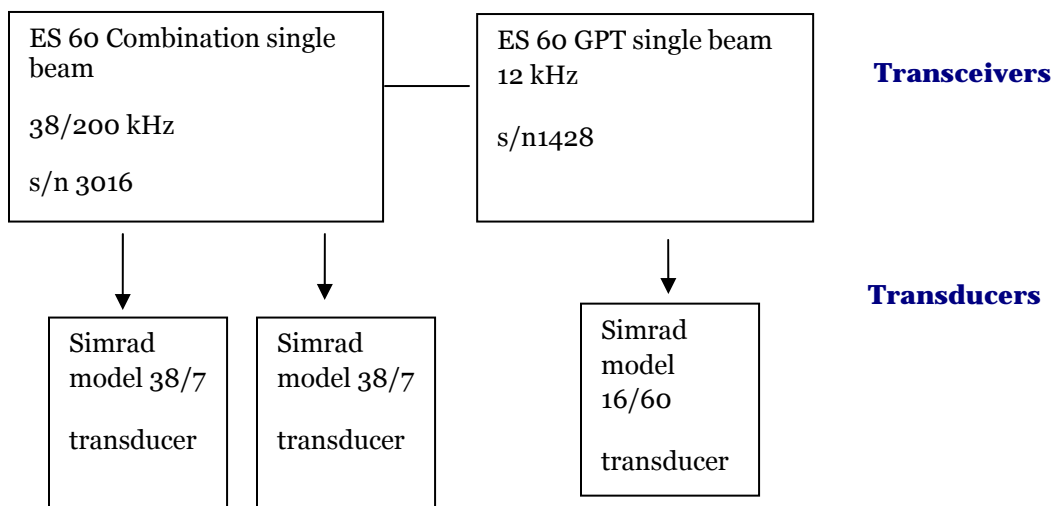 ES 60 Combination single
beam
38/200 kHz
s/n 3016
ES 60 GPT single beam
12 kHz
s/n1428
Transceivers
Transducers
Simrad
model 38/7
transducer
Simrad
model 38/7
transducer
Simrad
model
16/60
transducer